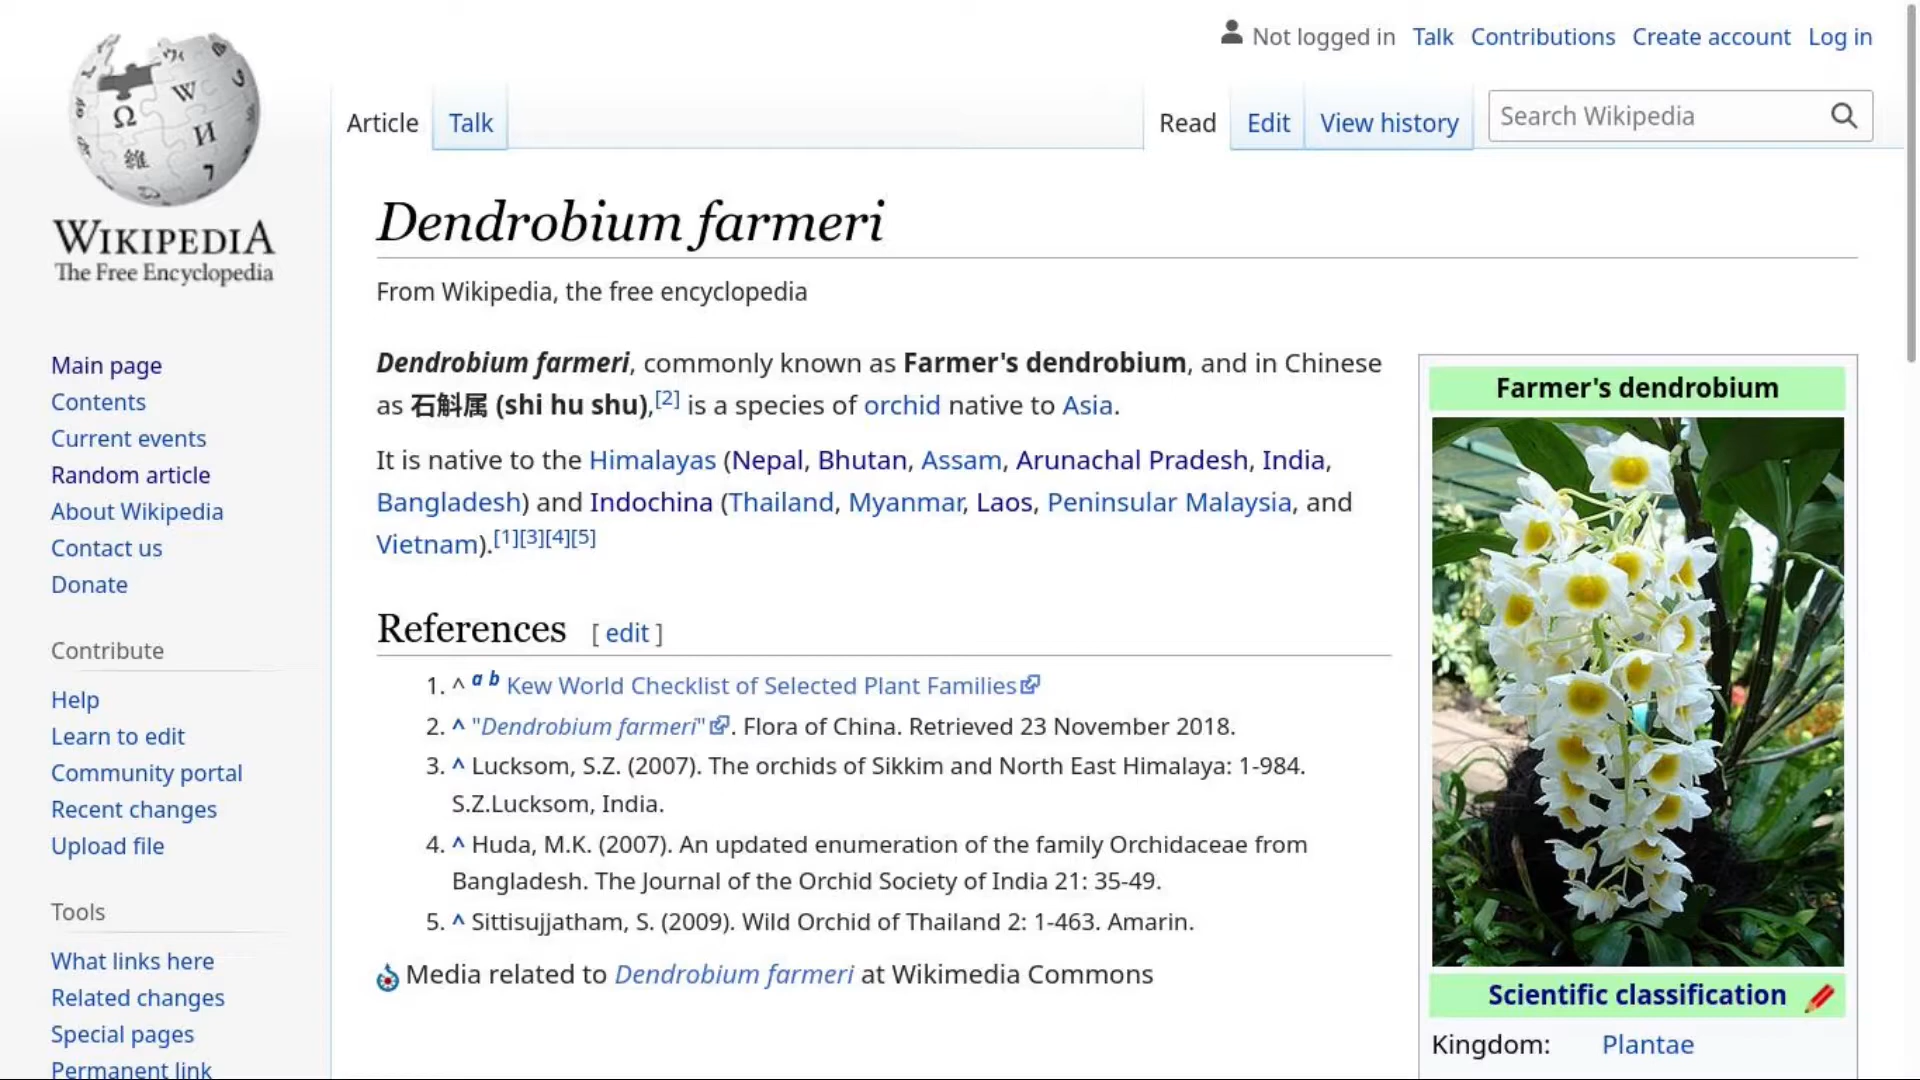 Not logged in Talk Contributions Create account Log in
Article Talk Read Edit View history Search Wikipedia
WIKIPEDIA
The Free Encyclopedia
Main page
Contents
Current events
Random article
About Wikipedia
Contact us
Donate
Contribute
Help
Learn to edit
Community portal
Recent changes
Upload file
Tools
What links here
Related changes
Special pages
Permanent link
Dendrobium farmeri
From Wikipedia, the free encyclopedia
Dendrobium farmeri, commonly known as Farmer's dendrobium, and in Chinese
as 石斛属 (shi hu shu),[2] is a species of orchid native to Asia.
It is native to the Himalayas (Nepal, Bhutan, Assam, Arunachal Pradesh, India,
Bangladesh) and Indochina (Thailand, Myanmar, Laos, Peninsular Malaysia, and
Vietnam).[1][3][4][5]
References [ edit ]
1. ^ a b Kew World Checklist of Selected Plant Families
2. ^ "Dendrobium farmeri" . Flora of China. Retrieved 23 November 2018.
3. ^ Lucksom, S.Z. (2007). The orchids of Sikkim and North East Himalaya: 1-984.
S.Z.Lucksom, India.
4. ^ Huda, M.K. (2007). An updated enumeration of the family Orchidaceae from
Bangladesh. The Journal of the Orchid Society of India 21: 35-49.
5. ^ Sittisujjatham, S. (2009). Wild Orchid of Thailand 2: 1-463. Amarin.
Media related to Dendrobium farmeri at Wikimedia Commons
Farmer's dendrobium
Scientific classification
Kingdom: Plantae